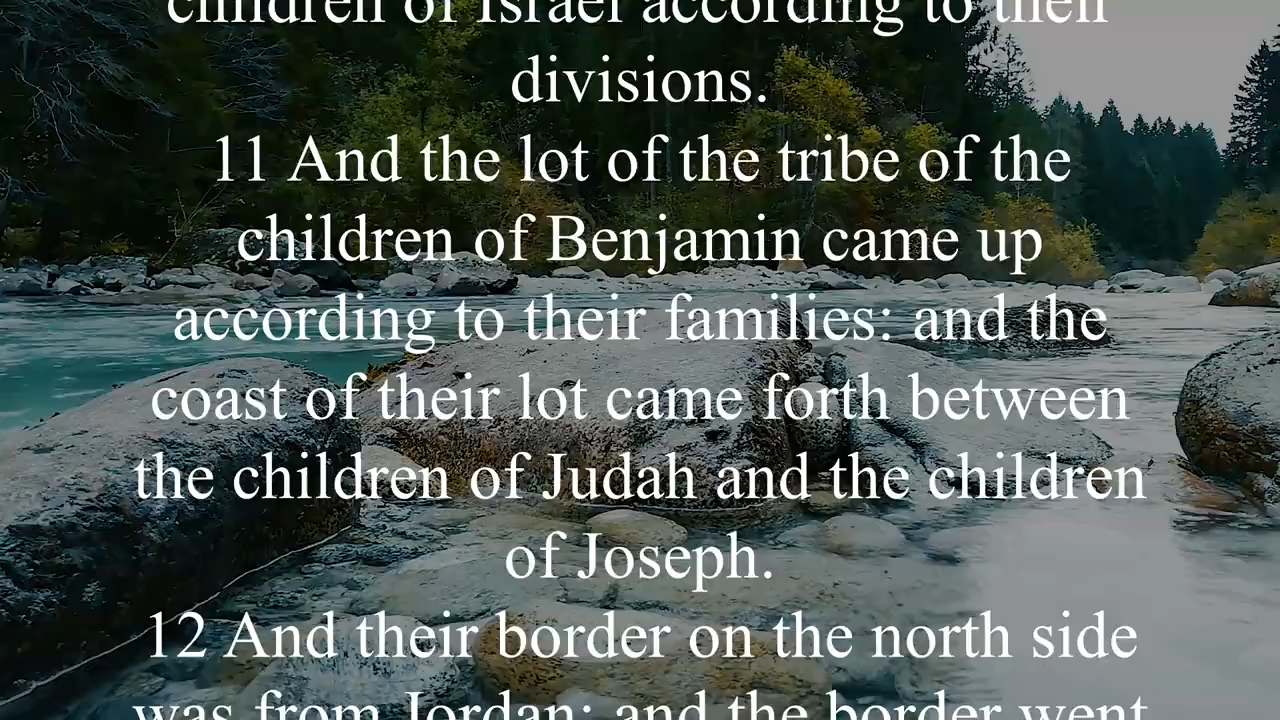 children of Israel according to their
divisions.
11 And the lot of the tribe of the
children of Benjamin came up
according to their families: and the
coast of their lot came forth between
the children of Judah and the children
of Joseph.
12 And their border on the north side
was from Jordan; and the border went